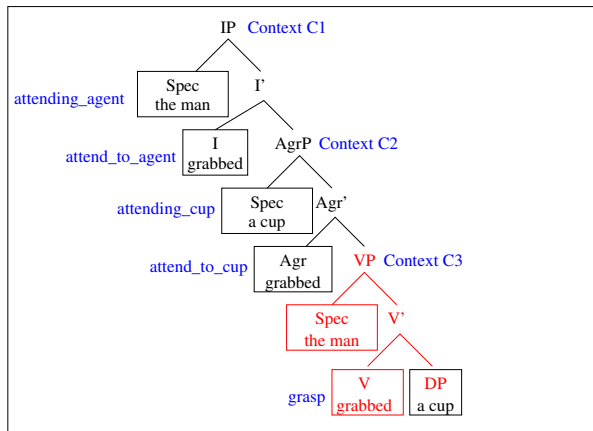 IP Context C1
Spec
the man
attending_agent
I'
I
grabbed
attend_to_agent
AgrP Context C2
Spec
a cup
attending_cup
Agr'
Agr
grabbed
attend_to_cup
VP Context C3
Spec
the man
V'
V
grabbed
grasp
DP
a cup